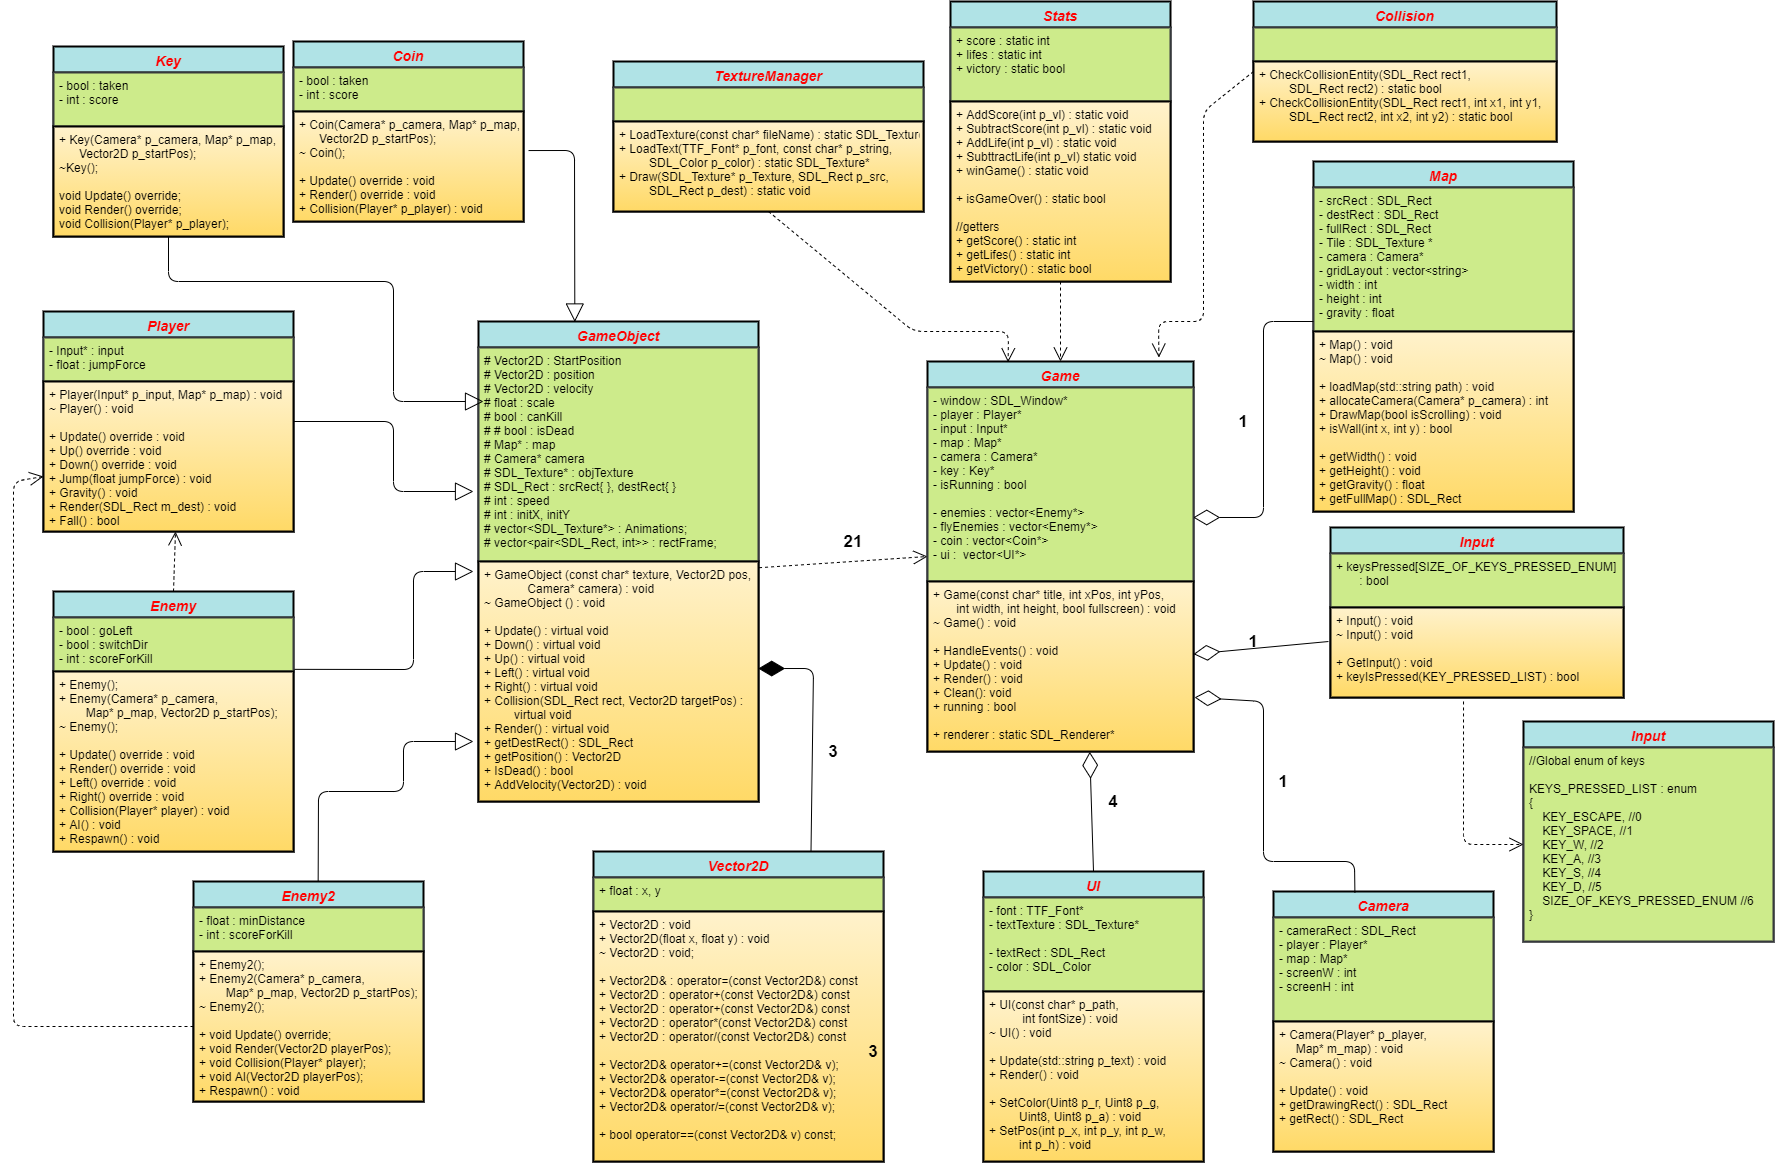 Key
- bool : taken
- int : score
+ Key(Camera* p_camera, Map* p_map,
Vector2D p_startPos);
~Key();
void Update() override;
void Render() override;
void Collision(Player* p_player);
Coin
- bool : taken
- int : score
+ Coin(Camera* p_camera, Map* p_map,
Vector2D p_startPos);
~ Coin();
+ Update() override : void
+ Render() override : void
+ Collision(Player* p_player) : void
TextureManager
+ LoadTexture(const char* fileName) : static SDL_Textur
+ LoadText(TTF_Font* p_font, const char* p_string,
SDL_Color p_color) : static SDL_Texture*
+ Draw(SDL_Texture* p_Texture, SDL_Rect p_src,
SDL_Rect p_dest) : static void
Stats
+ score : static int
+ lifes : static int
+ victory : static bool
+ AddScore(int p_vl) : static void
+ SubtractScore(int p_vl) : static void
+ AddLife(int p_vl) : static void
+ SubttractLife(int p_vl) static void
+ winGame() : static void
+ isGameOver() : static bool
//getters
+ getScore() : static int
+ getLifes() : static int
+ getVictory() : static bool
Collision
+ CheckCollisionEntity(SDL_Rect rect1,
SDL_Rect rect2) : static bool
+ CheckCollisionEntity(SDL_Rect rect1, int x1, int y1,
SDL_Rect rect2, int x2, int y2) : static bool
Map
- srcRect : SDL_Rect
- destRect : SDL_Rect
- fullRect : SDL_Rect
- Tile : SDL_Texture *
- camera : Camera*
- gridLayout : vector<string>
- width : int
- height : int
- gravity : float
+ Map() : void
~ Map() : void
+ loadMap(std::string path) : void
+ allocateCamera(Camera* p_camera) : int
+ DrawMap(bool isScrolling) : void
+ isWall(int x, int y) : bool
+ getWidth() : void
+ getHeight() : void
+ getGravity() : float
+ getFullMap() : SDL_Rect
Player
- Input* : input
- float : jumpForce
+ Player(Input* p_input, Map* p_map) : void
~ Player() : void
+ Update() override : void
+ Up() override : void
+ Down() override : void
+ Jump(float jumpForce) : void
+ Gravity() : void
+ Render(SDL_Rect m_dest) : void
+ Fall() : bool
GameObject
# Vector2D : StartPosition
# Vector2D : position
# Vector2D : velocity
# float : scale
# bool : canKill
# # bool : isDead
# Map* : map
# Camera* camera
# SDL_Texture* : objTexture
# SDL_Rect : srcRect{ }, destRect{ }
# int : speed
# int : initX, initY
# vector<SDL_Texture*> : Animations;
# vector<pair<SDL_Rect, int>> : rectFrame;
+ GameObject (const char* texture, Vector2D pos,
Camera* camera) : void
~ GameObject () : void
+ Update() : virtual void
+ Down() : virtual void
+ Up() : virtual void
+ Left() : virtual void
+ Right() : virtual void
+ Collision(SDL_Rect rect, Vector2D targetPos) :
virtual void
+ Render() : virtual void
+ getDestRect() : SDL_Rect
+ getPosition() : Vector2D
+ IsDead() : bool
+ AddVelocity(Vector2D) : void
21
Game
- window : SDL_Window*
- player : Player*
- input : Input*
- map : Map*
- camera : Camera*
- key : Key*
- isRunning : bool
- enemies : vector<Enemy*>
- flyEnemies : vector<Enemy*>
- coin : vector<Coin*>
- ui :  vector<UI*>
+ Game(const char* title, int xPos, int yPos,
int width, int height, bool fullscreen) : void
~ Game() : void
+ HandleEvents() : void
+ Update() : void
+ Render() : void
+ Clean(): void
+ running : bool
+ renderer : static SDL_Renderer*
1
1
1
4
3
Input
+ keysPressed[SIZE_OF_KEYS_PRESSED_ENUM]
: bool
+ Input() : void
~ Input() : void
+ GetInput() : void
+ keyIsPressed(KEY_PRESSED_LIST) : bool
Input
//Global enum of keys
KEYS_PRESSED_LIST : enum
{
KEY_ESCAPE, //0
KEY_SPACE, //1
KEY_W, //2
KEY_A, //3
KEY_S, //4
KEY_D, //5
SIZE_OF_KEYS_PRESSED_ENUM //6
}
Enemy
- bool : goLeft
- bool : switchDir
- int : scoreForKill
+ Enemy();
+ Enemy(Camera* p_camera,
Map* p_map, Vector2D p_startPos);
~ Enemy();
+ Update() override : void
+ Render() override : void
+ Left() override : void
+ Right() override : void
+ Collision(Player* player) : void
+ AI() : void
+ Respawn() : void
Enemy2
- float : minDistance
- int : scoreForKill
+ Enemy2();
+ Enemy2(Camera* p_camera,
Map* p_map, Vector2D p_startPos);
~ Enemy2();
+ void Update() override;
+ void Render(Vector2D playerPos);
+ void Collision(Player* player);
+ void AI(Vector2D playerPos);
+ Respawn() : void
Vector2D
+ float : x, y
+ Vector2D : void
+ Vector2D(float x, float y) : void
~ Vector2D : void;
+ Vector2D& : operator=(const Vector2D&) const
+ Vector2D : operator+(const Vector2D&) const
+ Vector2D : operator+(const Vector2D&) const
+ Vector2D : operator*(const Vector2D&) const
+ Vector2D : operator/(const Vector2D&) const
+ Vector2D& operator+=(const Vector2D& v);
+ Vector2D& operator-=(const Vector2D& v);
+ Vector2D& operator*=(const Vector2D& v);
+ Vector2D& operator/=(const Vector2D& v);
+ bool operator==(const Vector2D& v) const;
3
UI
- font : TTF_Font*
- textTexture : SDL_Texture*
- textRect : SDL_Rect
- color : SDL_Color
+ UI(const char* p_path,
int fontSize) : void
~ UI() : void
+ Update(std::string p_text) : void
+ Render() : void
+ SetColor(Uint8 p_r, Uint8 p_g,
Uint8, Uint8 p_a) : void
+ SetPos(int p_x, int p_y, int p_w,
int p_h) : void
Camera
- cameraRect : SDL_Rect
- player : Player*
- map : Map*
- screenW : int
- screenH : int
+ Camera(Player* p_player,
Map* m_map) : void
~ Camera() : void
+ Update() : void
+ getDrawingRect() : SDL_Rect
+ getRect() : SDL_Rect